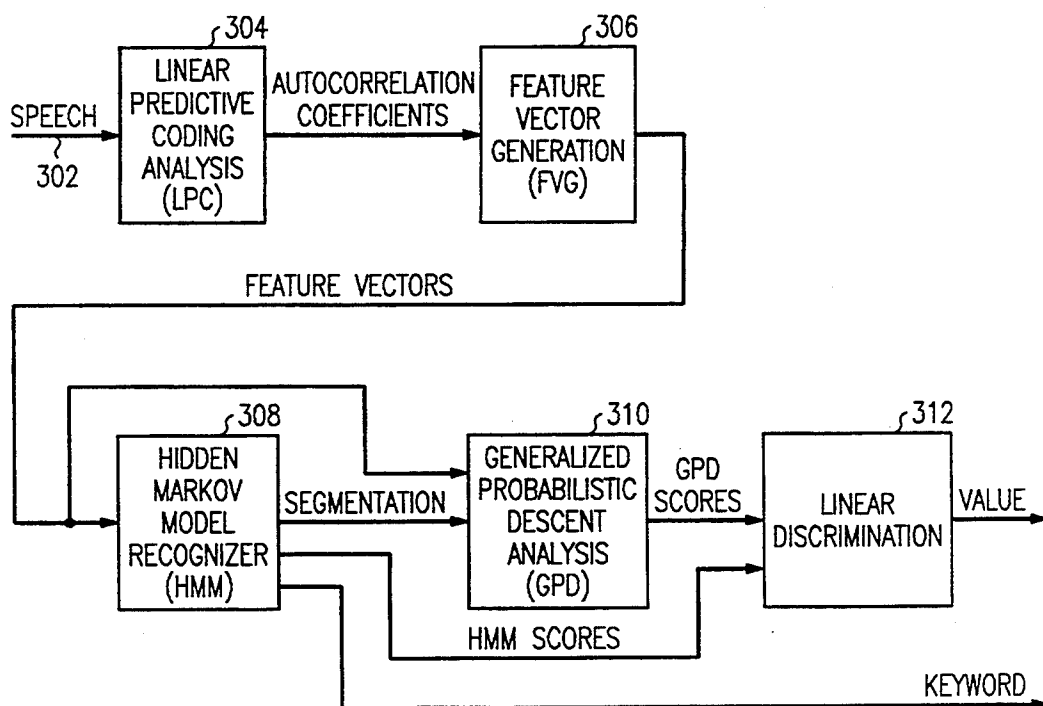 304
LINEAR
PREDICTIVE
CODING
ANALYSIS
(LPC)
SPEECH
302
AUTOCORRELATION
COEFFICIENTS
306
FEATURE
VECTOR
GENERATION
(FVG)
FEATURE VECTORS
308
HIDDEN
MARKOV
MODEL
RECOGNIZER
(HMM)
SEGMENTATION
310
GENERALIZED
PROBABILISTIC
DESCENT
ANALYSIS
(GPD)
GPD
SCORES
312
LINEAR
DISCRIMINATION
VALUE
HMM SCORES
KEYWORD